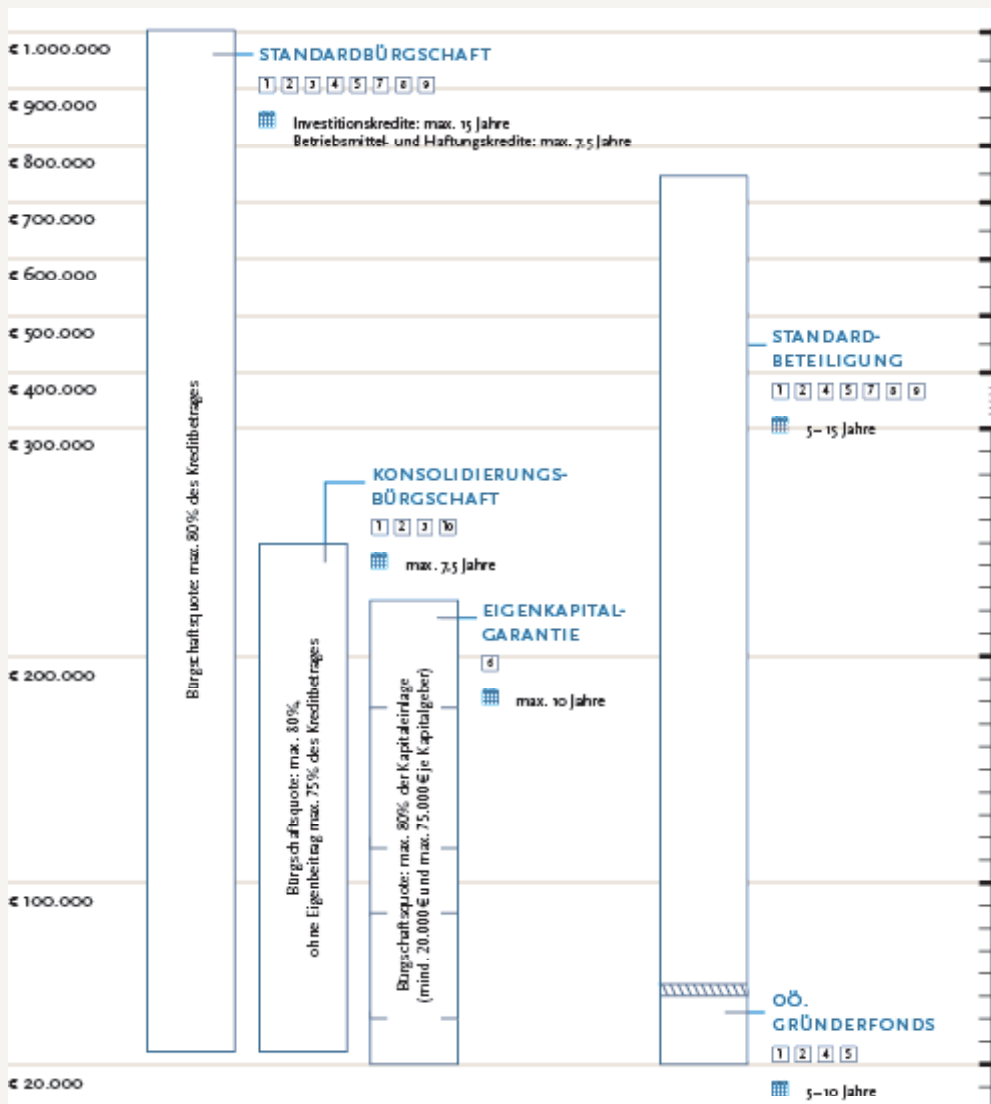 € 1.000.000
€ 900.000
€ 800.000
€ 700.000
€ 600.000
€ 500.000
€ 400.000
€ 300.000
€ 200.000
€ 100.000
€ 20.000
STANDARDBÜRGSCHAFT
1 2 3 4 5 7 8 9
Investitionskredite: max. 15 Jahre
Betriebsmittel- und Haftungskredite: max. 7,5 Jahre
Bürgschaftsquote: max. 80% des Kreditbetrages
KONSOLIDIERUNGS-
BÜRGSCHAFT
1 2 3 10
max. 7,5 Jahre
Bürgschaftsquote: max. 80%,
ohne Eigenbeitrag max. 75% des Kreditbetrages
EIGENKAPITAL-
GARANTIE
6
max. 10 Jahre
Bürgschaftsquote: max. 80% der Kapitaleinlage
(mind. 20.000 € und max. 75.000 € je Kapitalgeber)
STANDARD-
BETEILIGUNG
1 2 4 5 7 8 9
5–15 Jahre
OÖ.
GRÜNDERFONDS
1 2 4 5
5–10 Jahre